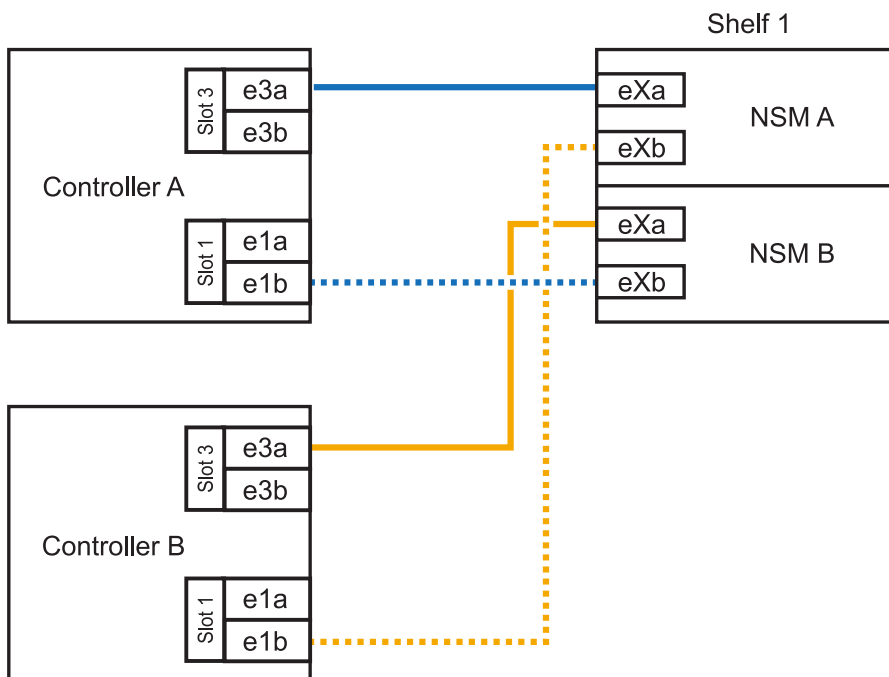 Shelf 1
Controller A
Slot 3
e3a
e3b
Slot 1
e1a
e1b
eXa
eXb
NSM A
eXa
eXb
NSM B
Controller B
Slot 3
e3a
e3b
Slot 1
e1a
e1b